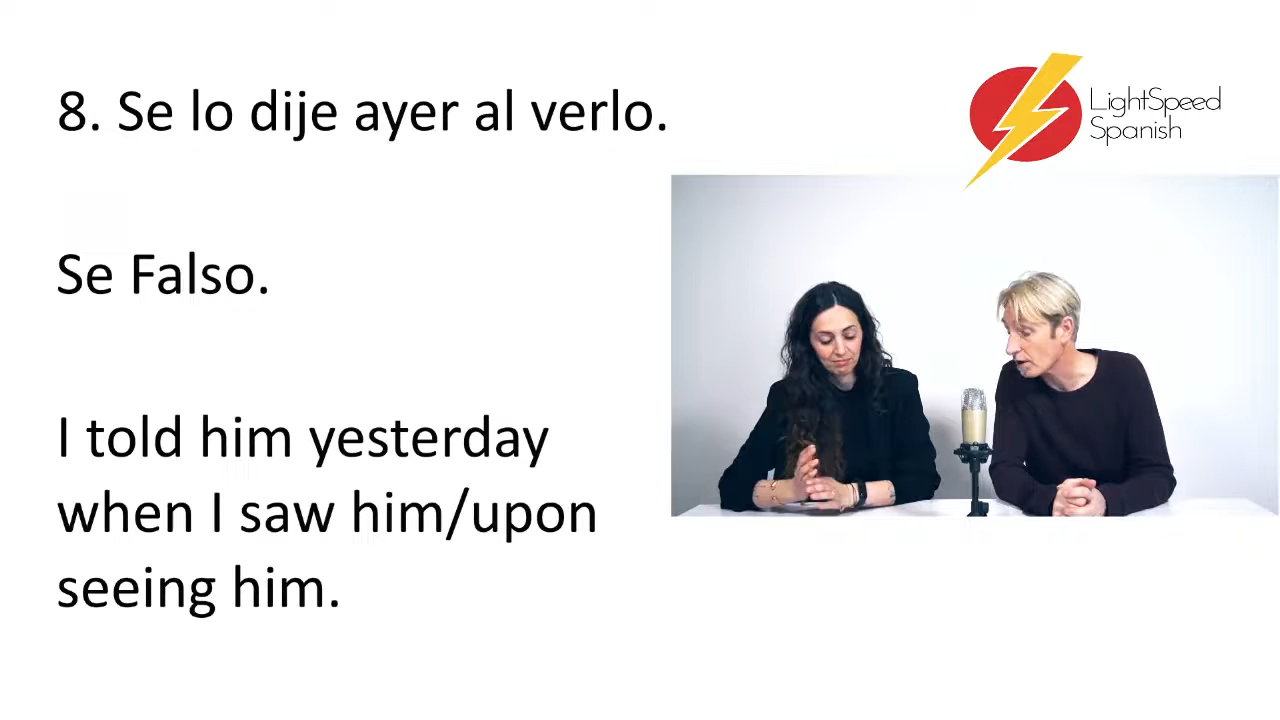 8. Se lo dije ayer al verlo.
LightSpeed
Spanish
Se Falso.
I told him yesterday
when I saw him/upon
seeing him.